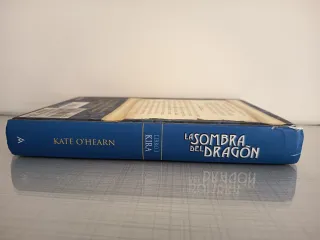 KATE O'HEARN
LIBRO I
KIRA
LA SOMBRA
DEL DRAGÓN